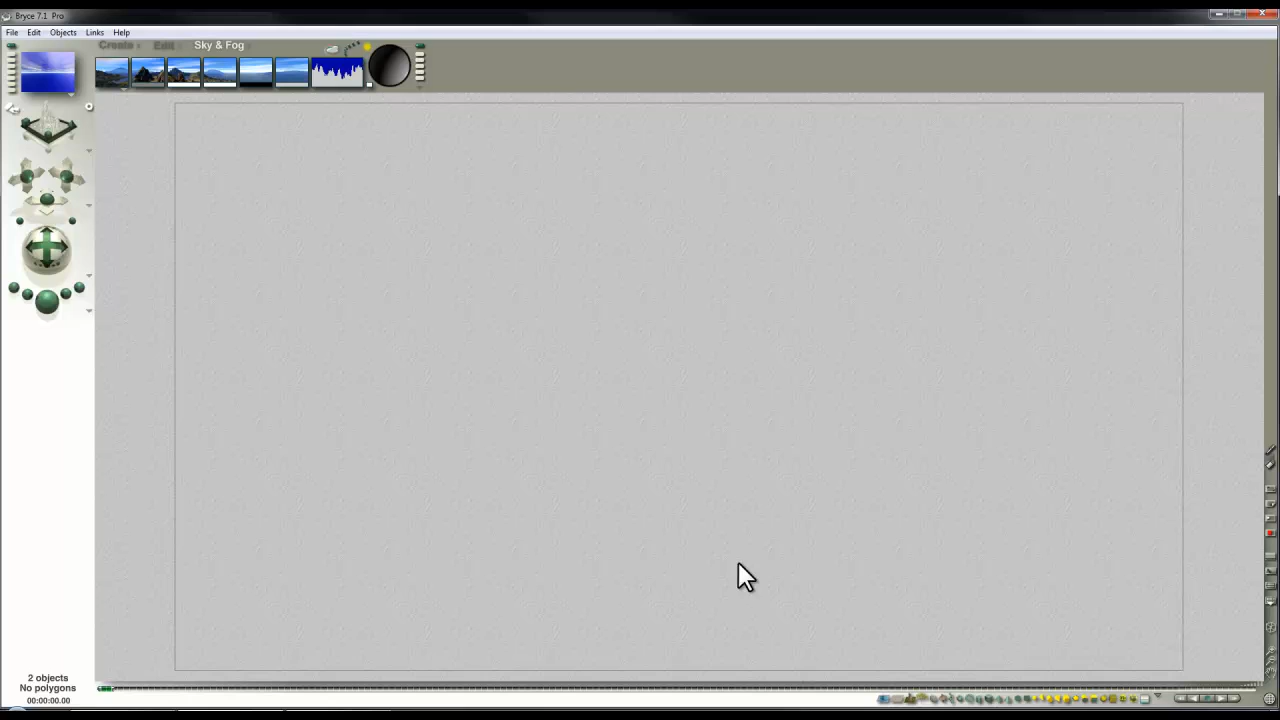 Bryce 7.1 Pro
File Edit Objects Links Help
Create Edit Sky & Fog
2 objects
No polygons
00:00:00.00